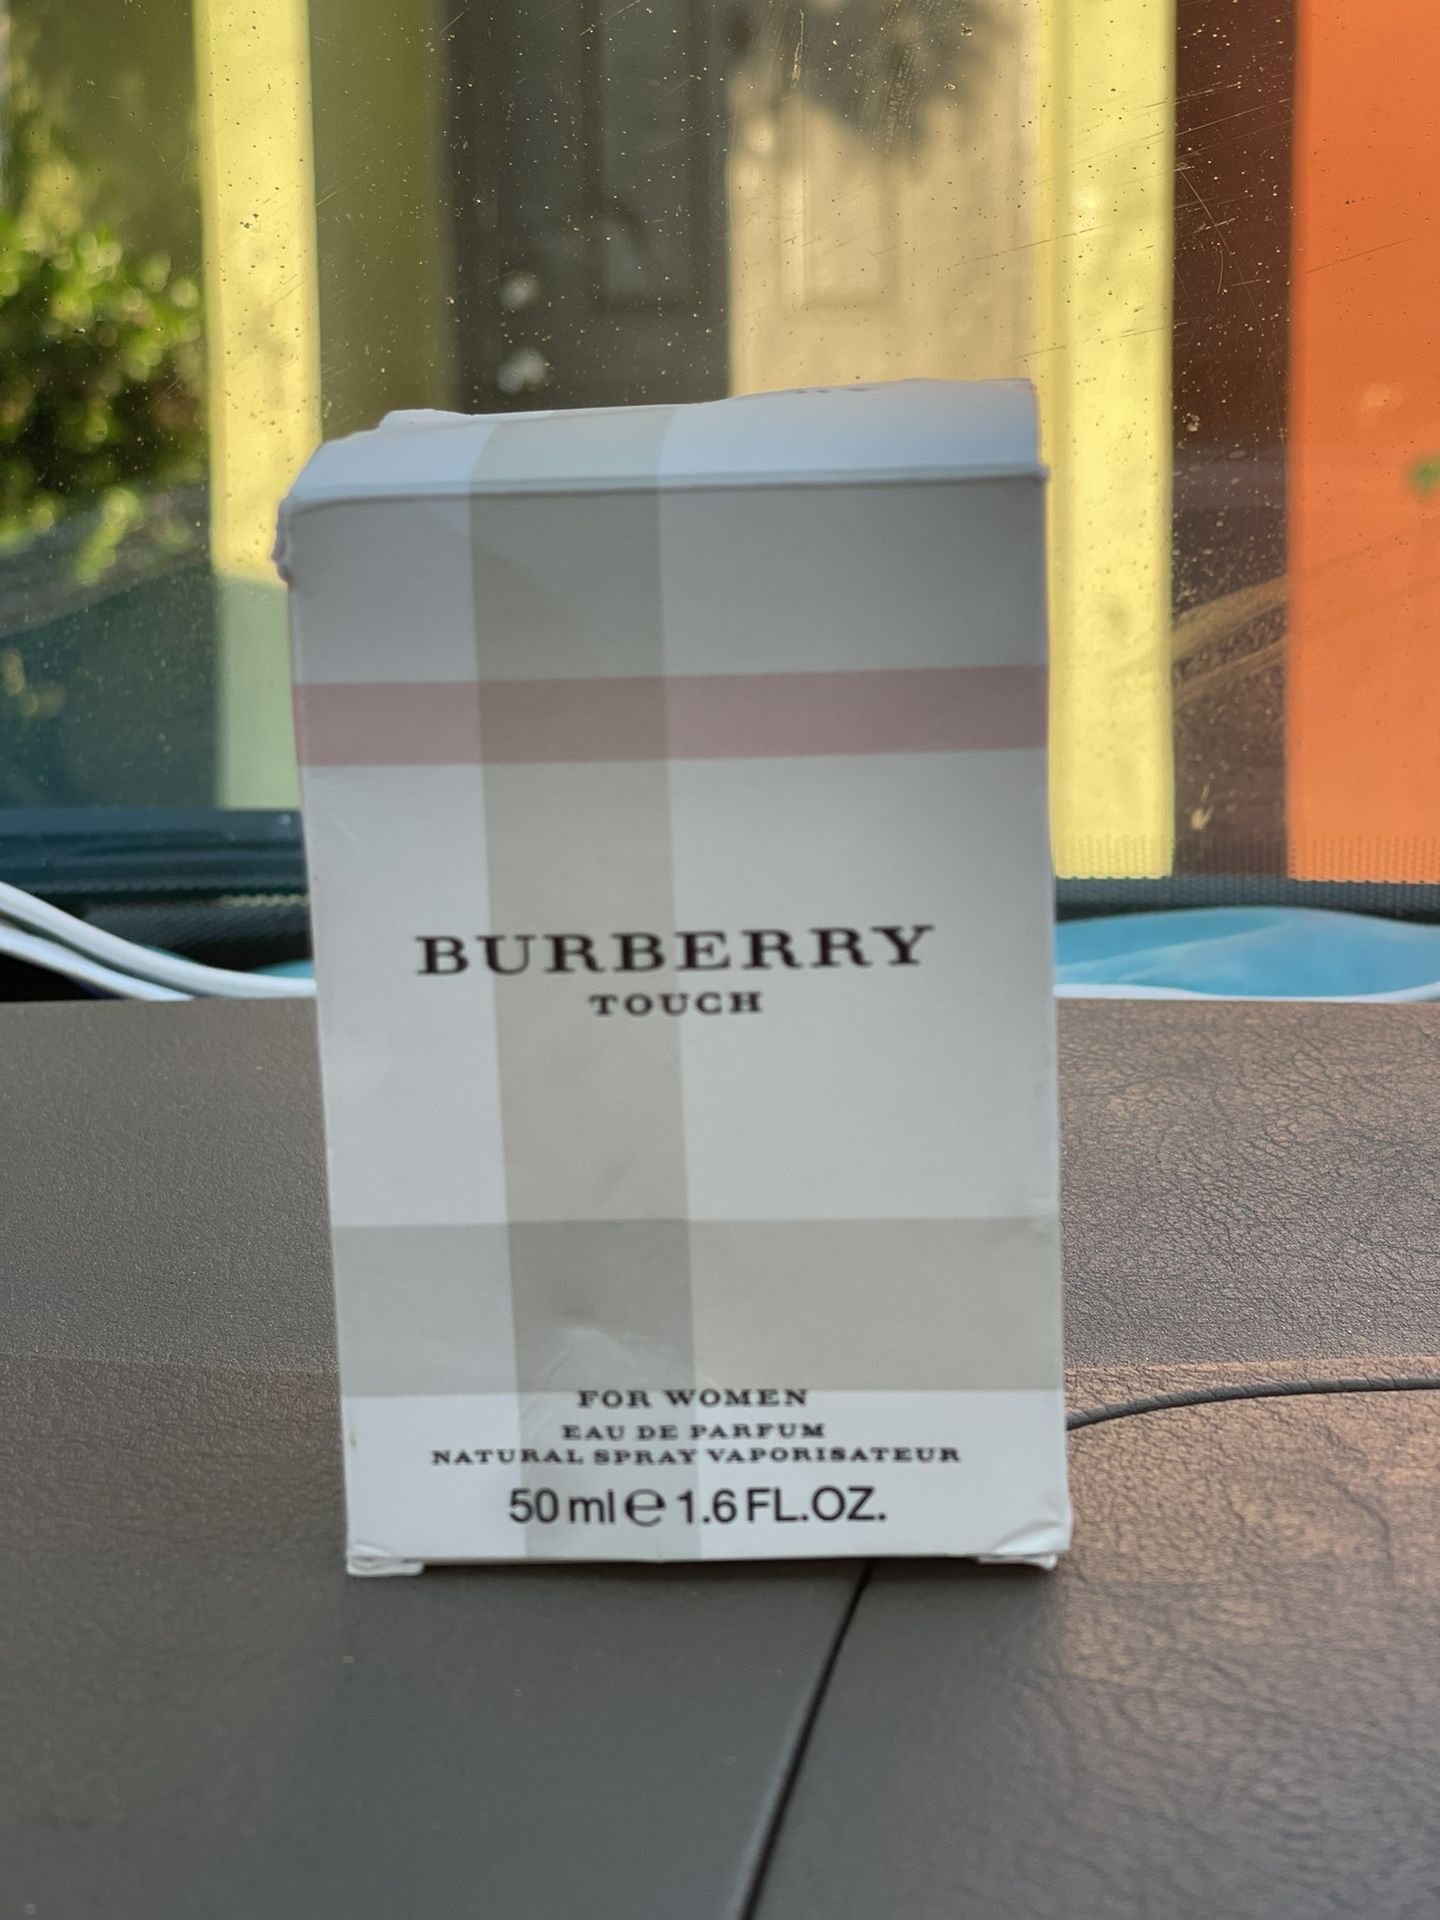 BURBERRY
TOUCH
FOR WOMEN
EAU DE PARFUM
NATURAL SPRAY VAPORISATEUR
50 ml ℮ 1.6 FL.OZ.